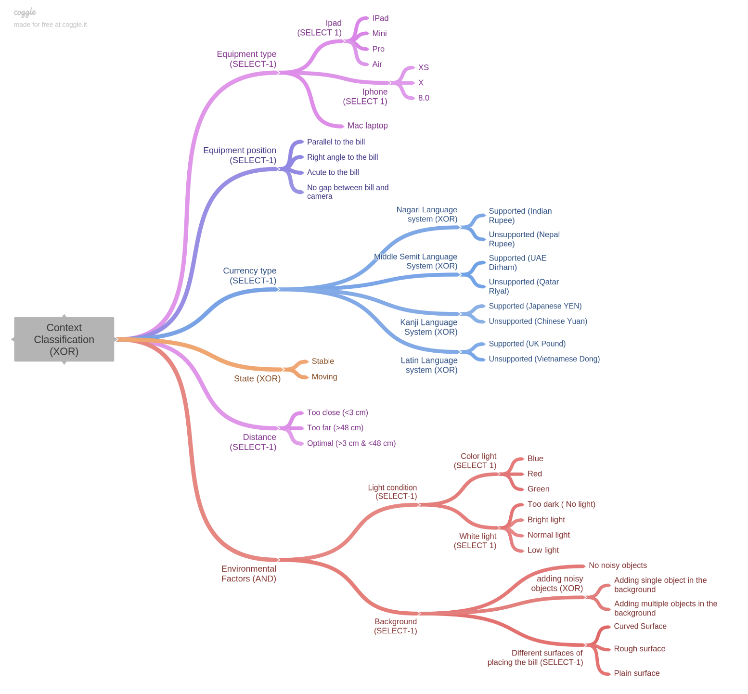 coggle
made for free at coggle.it
Ipad
(SELECT 1)
IPad
Mini
Pro
Air
Equipment type
(SELECT-1)
XS
X
8.0
Iphone
(SELECT 1)
Mac laptop
Equipment position
(SELECT-1)
Parallel to the bill
Right angle to the bill
Acute to the bill
No gap between bill and
camera
Nagari Language
system (XOR)
Supported (Indian
Rupee)
Unsupported (Nepal
Rupee)
Middle Semit Language
System (XOR)
Supported (UAE
Dirham)
Unsupported (Qatar
Riyal)
Currency type
(SELECT-1)
Supported (Japanese YEN)
Unsupported (Chinese Yuan)
Kanji Language
System (XOR)
Supported (UK Pound)
Unsupported (Vietnamese Dong)
Latin Language
system (XOR)
Context
Classification
(XOR)
Stable
Moving
State (XOR)
Too close (<3 cm)
Too far (>48 cm)
Optimal (>3 cm & <48 cm)
Distance
(SELECT-1)
Color light
(SELECT 1)
Blue
Red
Green
Light condition
(SELECT-1)
Too dark ( No light)
Bright light
Normal light
Low light
White light
(SELECT 1)
Environmental
Factors (AND)
No noisy objects
adding noisy
objects (XOR)
Adding single object in the
background
Adding multiple objects in the
background
Background
(SELECT-1)
Curved Surface
Rough surface
Plain surface
Different surfaces of
placing the bill (SELECT-1)